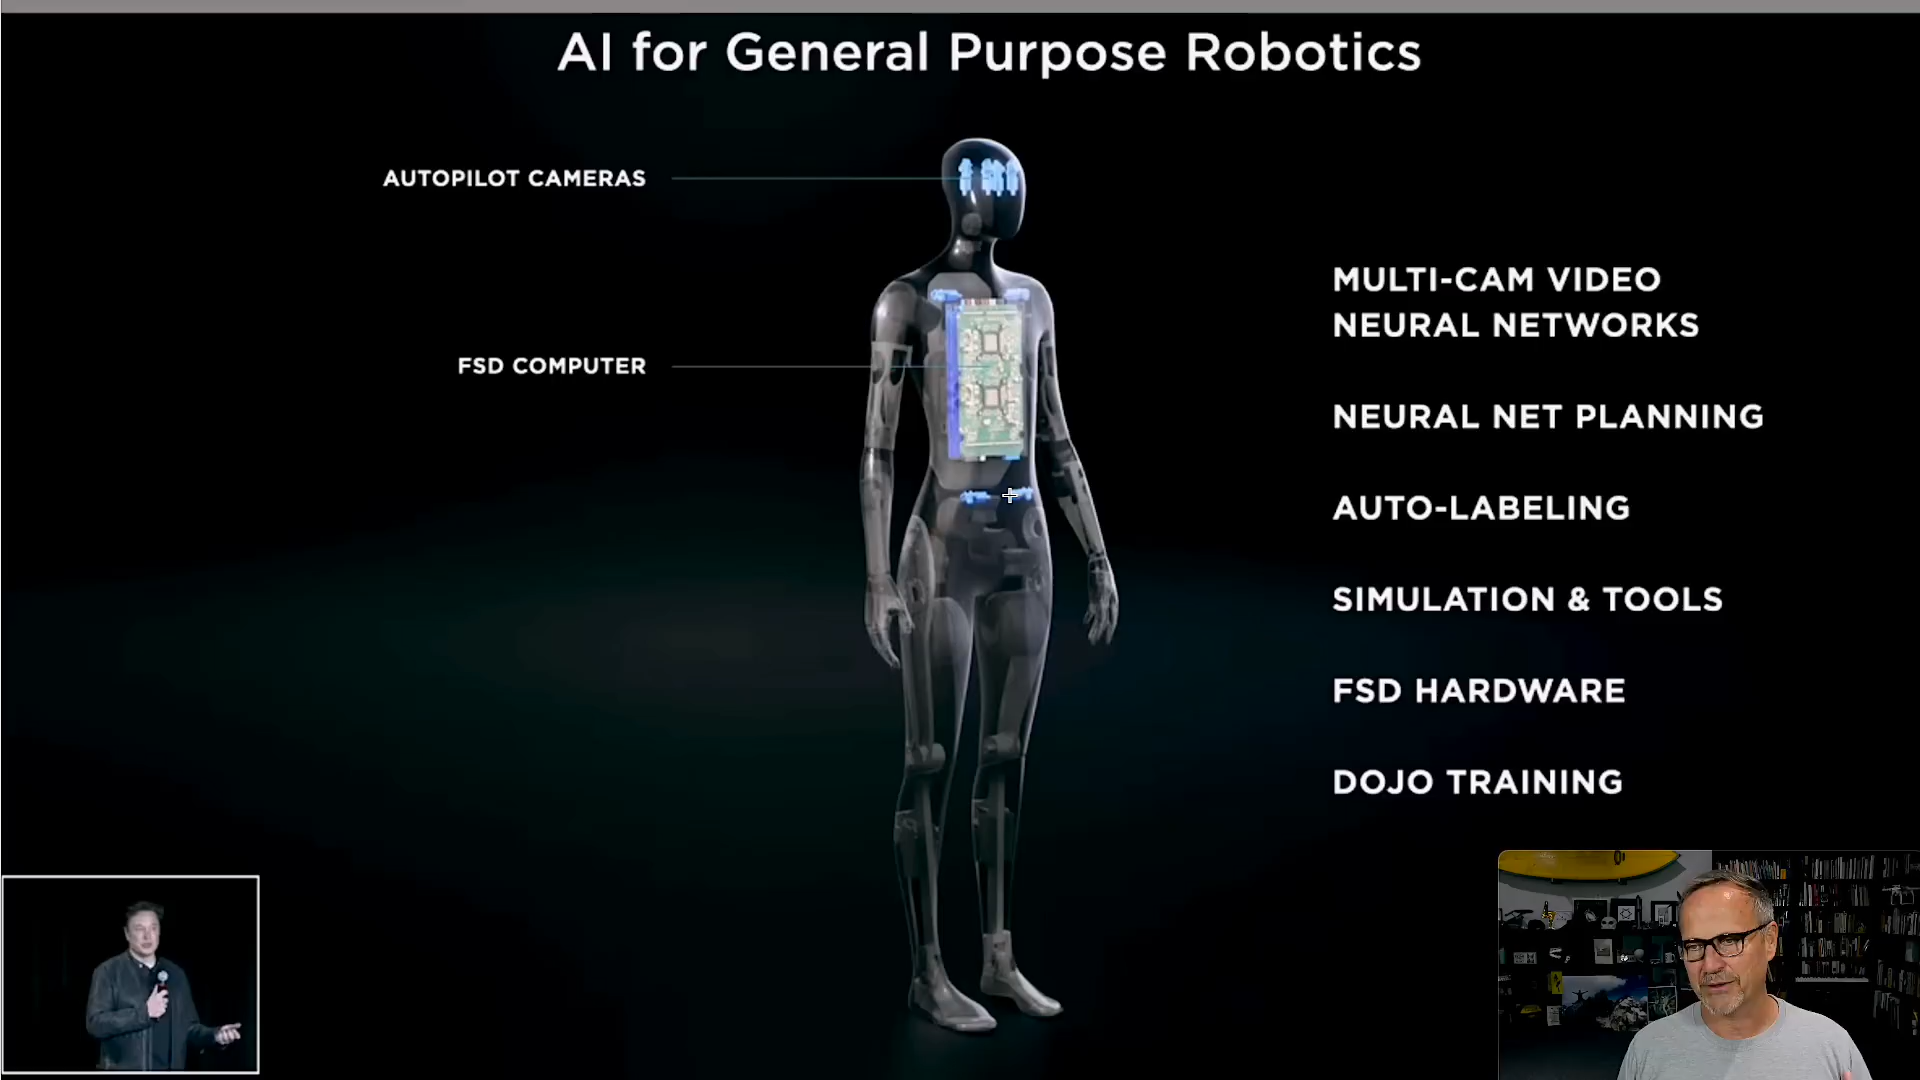 AI for General Purpose Robotics
AUTOPILOT CAMERAS
FSD COMPUTER
MULTI-CAM VIDEO
NEURAL NETWORKS
NEURAL NET PLANNING
AUTO-LABELING
SIMULATION & TOOLS
FSD HARDWARE
DOJO TRAINING